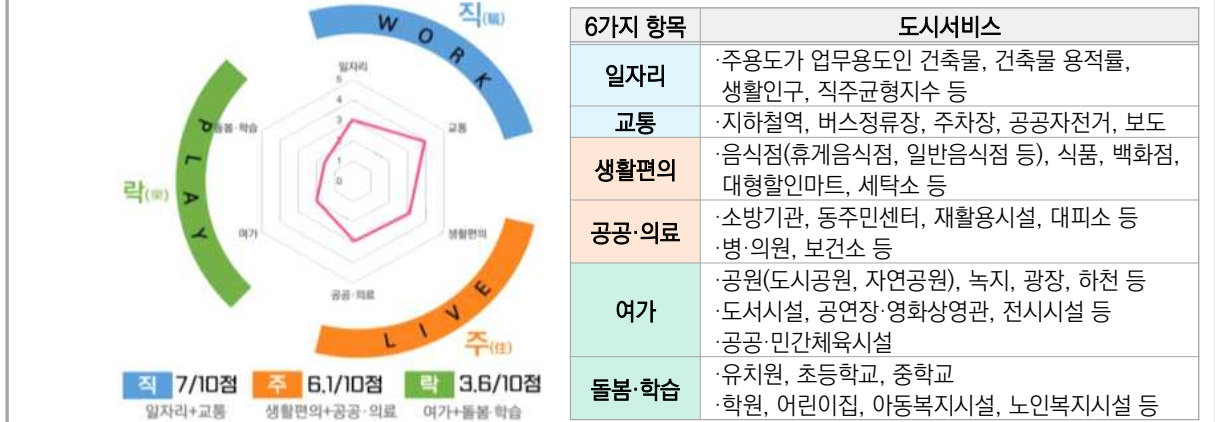 직(職)
WORK
일자리
5
4
3
1
0
돌봄·학습
교통
PLAY
락(樂)
여가
생활편의
공공·의료
LIVE
주(住)
직 7/10점 주 6.1/10점 락 3.6/10점
일자리+교통 생활편의+공공·의료 여가+돌봄·학습
6가지 항목 도시서비스
일자리 ·주용도가 업무용도인 건축물, 건축물 용적률,
생활인구, 직주균형지수 등
교통 ·지하철역, 버스정류장, 주차장, 공공자전거, 보도
생활편의 ·음식점(휴게음식점, 일반음식점 등), 식품, 백화점,
대형할인마트, 세탁소 등
공공·의료 ·소방기관, 동주민센터, 재활용시설, 대피소 등
·병·의원, 보건소 등
여가 ·공원(도시공원, 자연공원), 녹지, 광장, 하천 등
·도서시설, 공연장·영화상영관, 전시시설 등
·공공·민간체육시설
돌봄·학습 ·유치원, 초등학교, 중학교
·학원, 어린이집, 아동복지시설, 노인복지시설 등